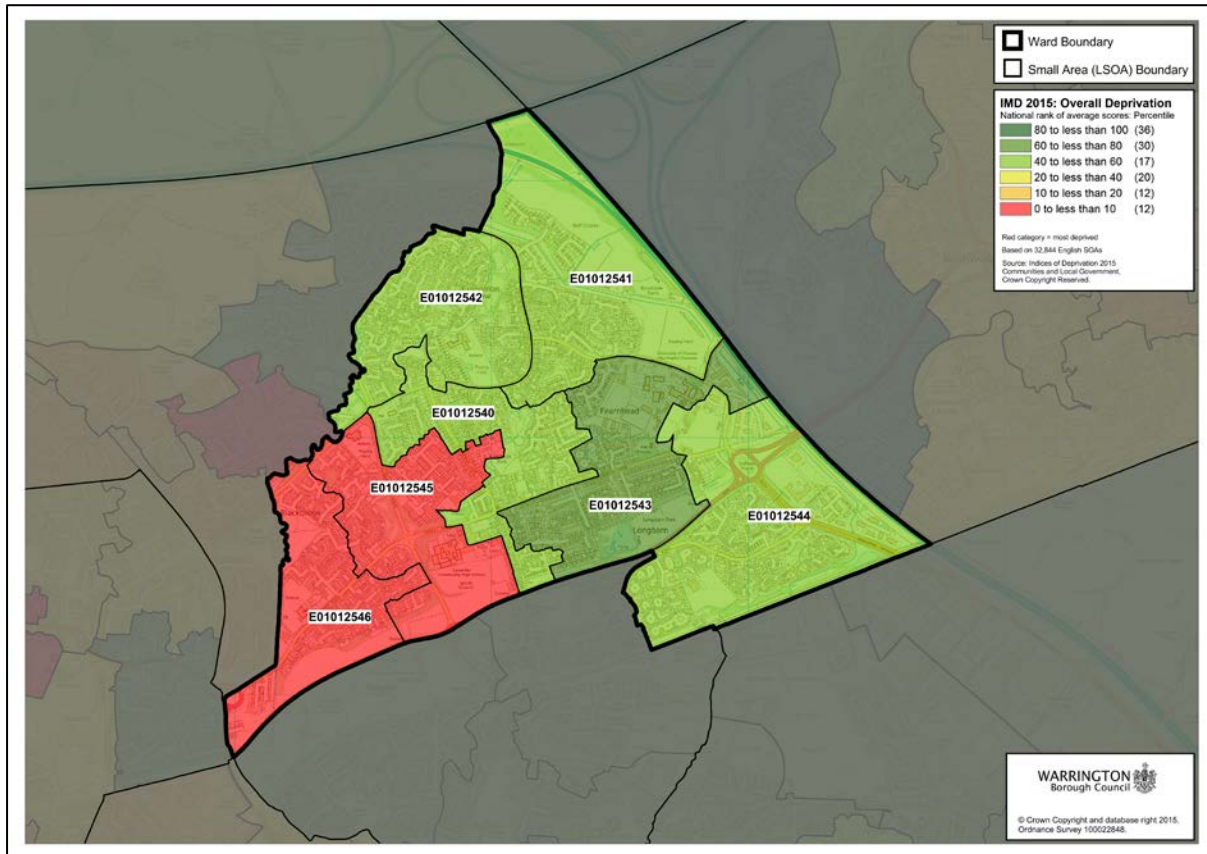 Ward Boundary
Small Area (LSOA) Boundary
IMD 2015: Overall Deprivation
National rank of average scores: Percentile
80 to less than 100 (36)
60 to less than 80 (30)
40 to less than 60 (17)
20 to less than 40 (20)
10 to less than 20 (12)
0 to less than 10 (12)
Red category = most deprived
Based on 32,844 English SOAs
Source: Indices of Deprivation 2015
Communities and Local Government,
Crown Copyright Reserved.
E01012541
E01012542
E01012540
Fearnhead
E01012545
E01012543
E01012544
Longbarn
E01012546
WARRINGTON
Borough Council
© Crown Copyright and database right 2015.
Ordnance Survey 100022848.